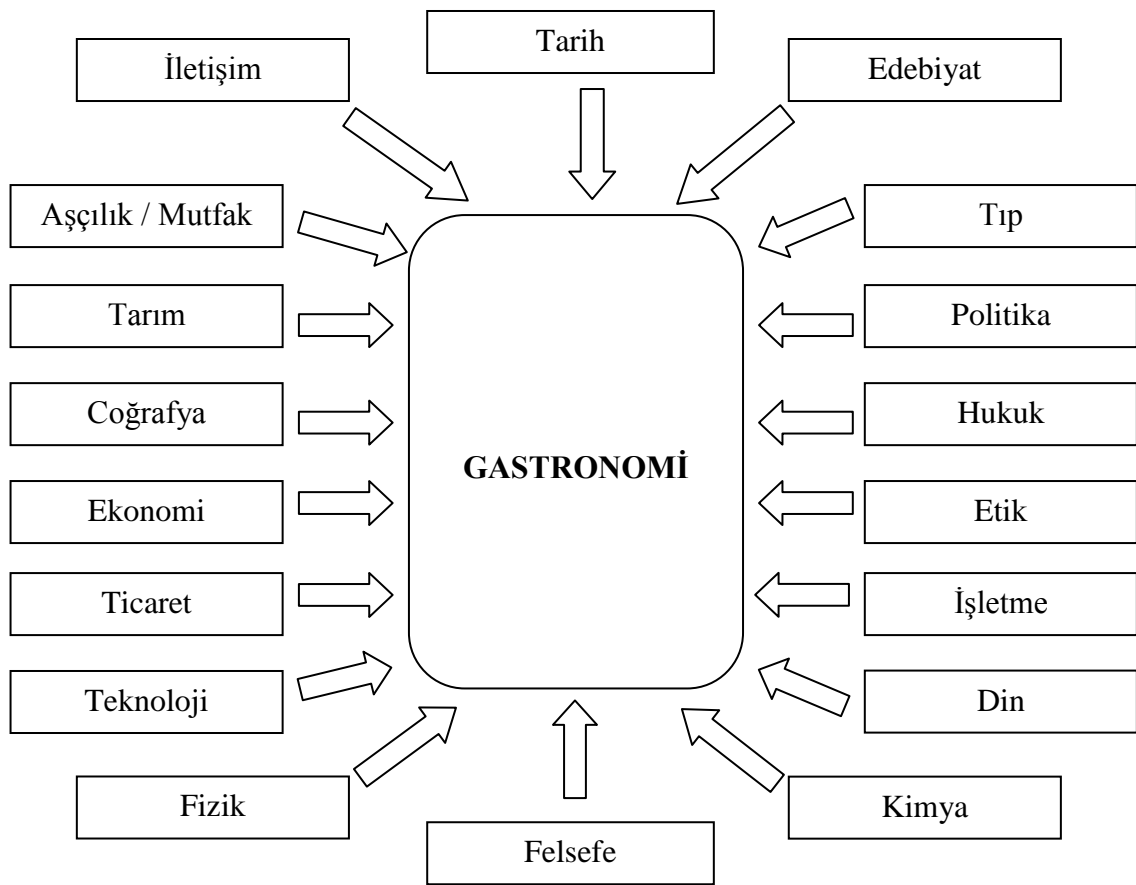 Tarih
İletişim
Edebiyat
Aşçılık / Mutfak
Tıp
Tarım
Politika
Coğrafya
Hukuk
GASTRONOMİ
Ekonomi
Etik
Ticaret
İşletme
Teknoloji
Din
Fizik
Kimya
Felsefe